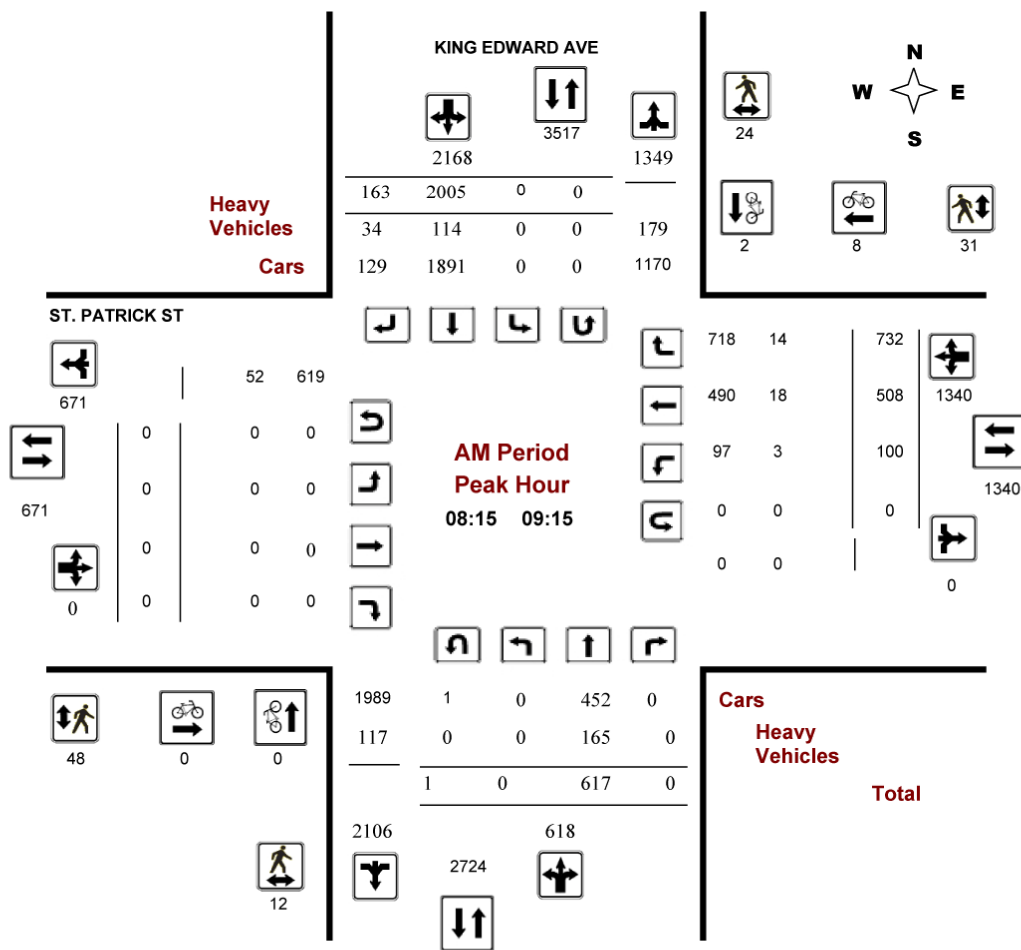 KING EDWARD AVE
N
W E
S
3517
24
2168 1349
163 2005 0 0
Heavy
Vehicles
34 114 0 0 179
2 8 31
Cars 129 1891 0 0 1170
ST. PATRICK ST
718 14 732
52 619
671
490 18 508 1340
0 0 0
97 3 100
AM Period
Peak Hour
0 0 0
1340
671
0 0 0
08:15 09:15
0 0 0 0 0
0 0
0
0 0 0 0
1989 1 0 452 0 Cars
117 0 0 165 0 Heavy
Vehicles
48 0 0
1 0 617 0 Total
2106 618
2724
12